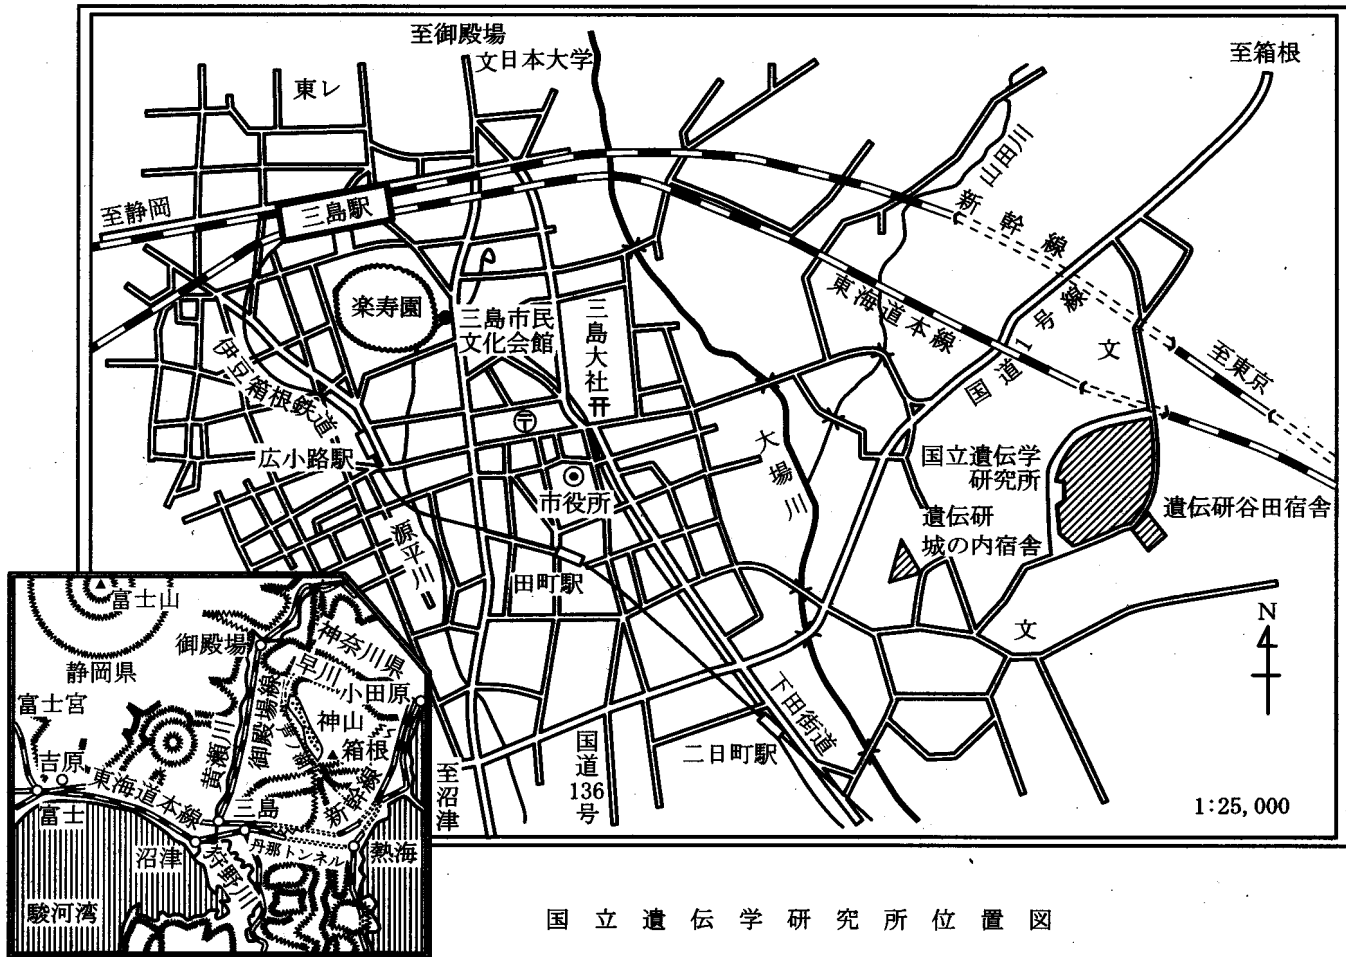 至御殿場
文日本大学
至箱根
東レ
山田川
新幹線
至静岡
三島駅
楽寿園
三島市民
文化会館
三島大社
東海道本線
国道1号線
文
至東京
伊豆箱根鉄道
〒
大場川
広小路駅
市役所
国立遺伝学
研究所
遺伝研谷田宿舎
遺伝研
城の内宿舎
源平川
田町駅
文
N
下田街道
二日町駅
国道136号
至沼津
1:25,000
富士山
静岡県
御殿場
神奈川県
早川
小田原
富士宮
黄瀬川
御殿場線
芦ノ湖
神山
箱根
吉原
東海道本線
新幹線
富士
三島
沼津
狩野川
丹那トンネル
熱海
駿河湾
国立遺伝学研究所位置図